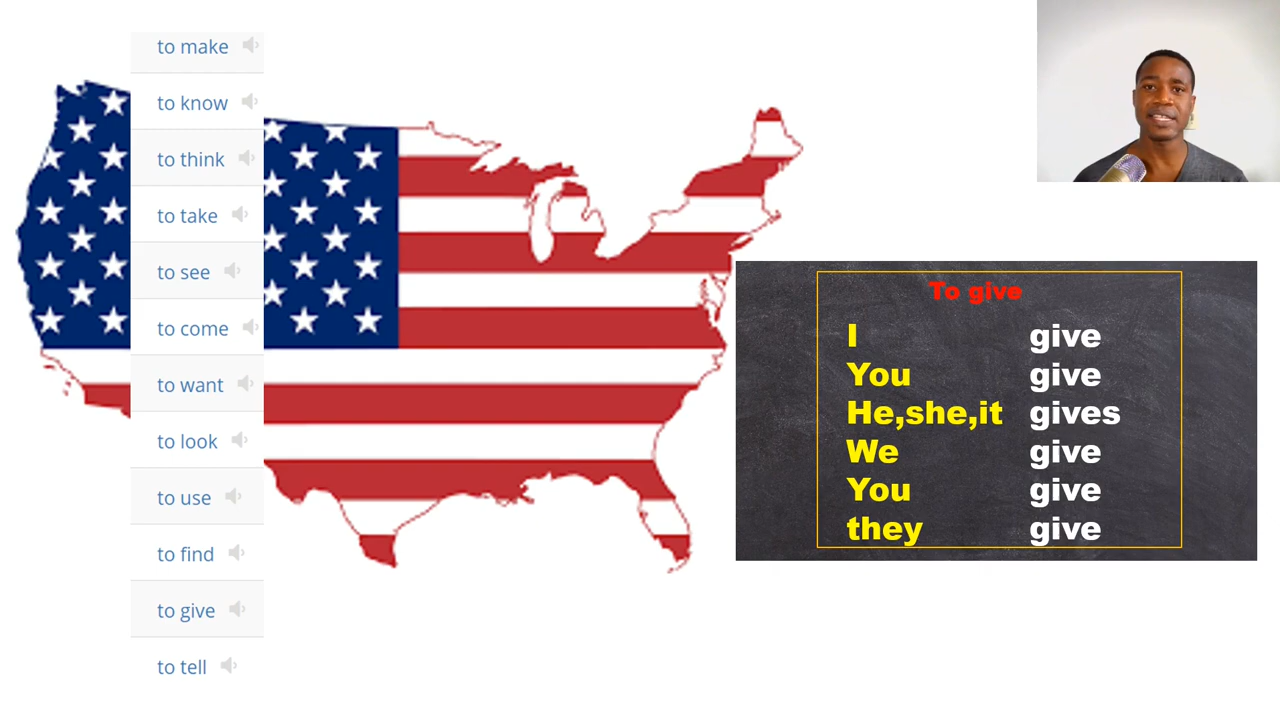 to make
to know
to think
to take
to see
to come
to want
to look
to use
to find
to give
to tell
To give
I give
You give
He,she,it gives
We give
You give
they give